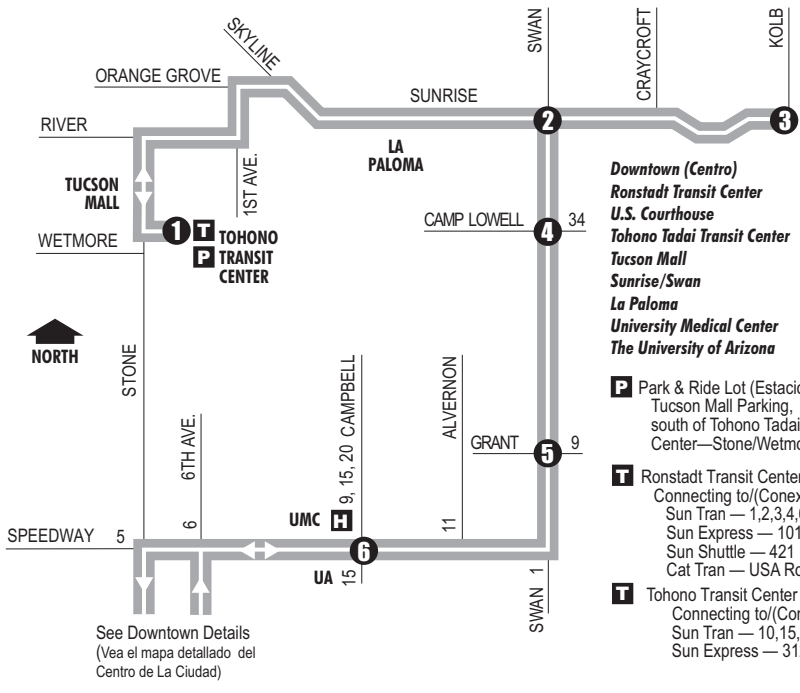 SKYLINE
SWAN
CRAYCROFT
KOLB
ORANGE GROVE
SUNRISE
RIVER
2
3
LA
PALOMA
1ST AVE.
TUCSON
MALL
1 T TOHONO
P TRANSIT
CENTER
WETMORE
CAMP LOWELL 4 34
NORTH
STONE
6TH AVE.
6
9, 15, 20 CAMPBELL
ALVERNON
11
GRANT 5 9
UMC H
SPEEDWAY 5
6
UA 15
SWAN 1
See Downtown Details
(Vea el mapa detallado del
Centro de La Ciudad)
Downtown (Centro)
Ronstadt Transit Center
U.S. Courthouse
Tohono Tadai Transit Center
Tucson Mall
Sunrise/Swan
La Paloma
University Medical Center
The University of Arizona
P Park & Ride Lot
Tucson Mall Parking,
south of Tohono Tadai
Center—Stone/
T Ronstadt Transit Center
Connecting to/
Sun Tran — 1,2,3,4,
Sun Express — 101
Sun Shuttle — 421
Cat Tran — USA
T Tohono Transit Center
Connecting to/
Sun Tran — 10,15,
Sun Express —